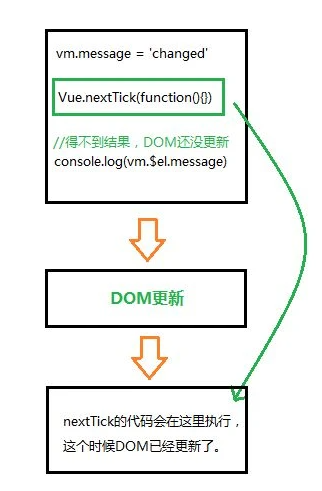 vm.message = 'changed'
Vue.nextTick(function(){})
//得不到结果，DOM还没更新
console.log(vm.$el.message)
DOM更新
nextTick的代码会在这里执行，
这个时候DOM已经更新了。